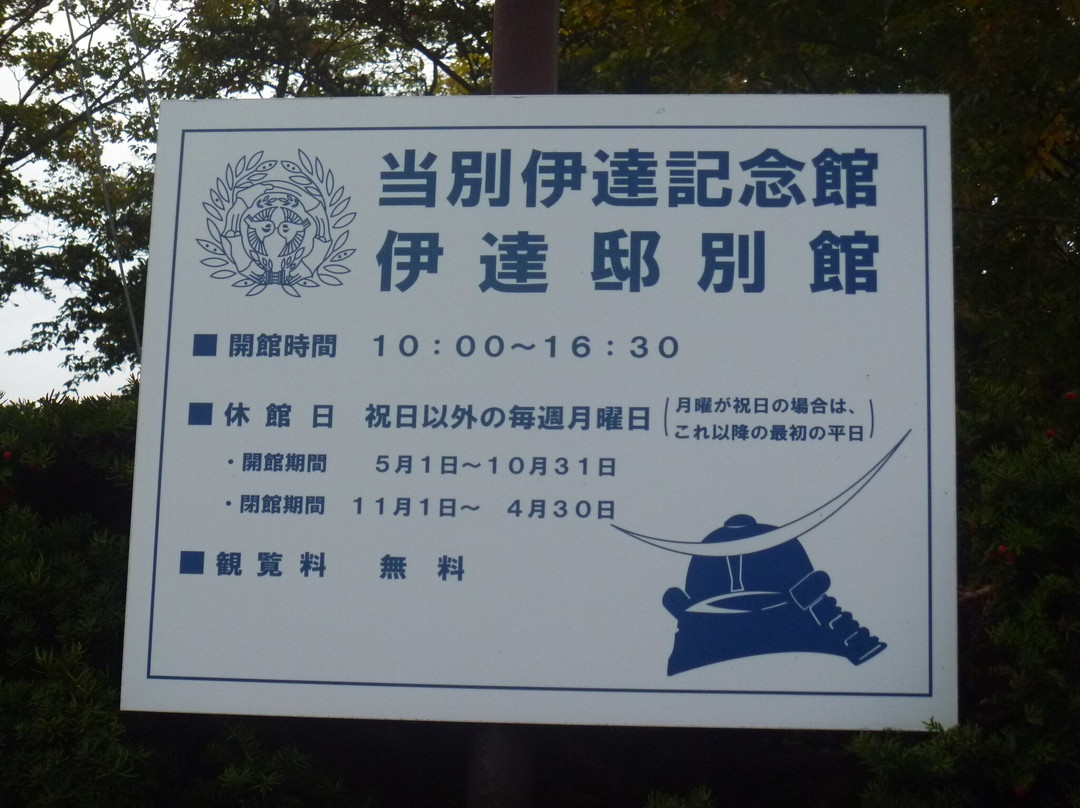 当別伊達記念館
伊達邸別館
■開館時間 10:00～16:30
■休館日 祝日以外の毎週月曜日(月曜が祝日の場合は、
これ以降の最初の平日)
・開館期間 5月1日～10月31日
・閉館期間 11月1日～ 4月30日
■観覧料 無料